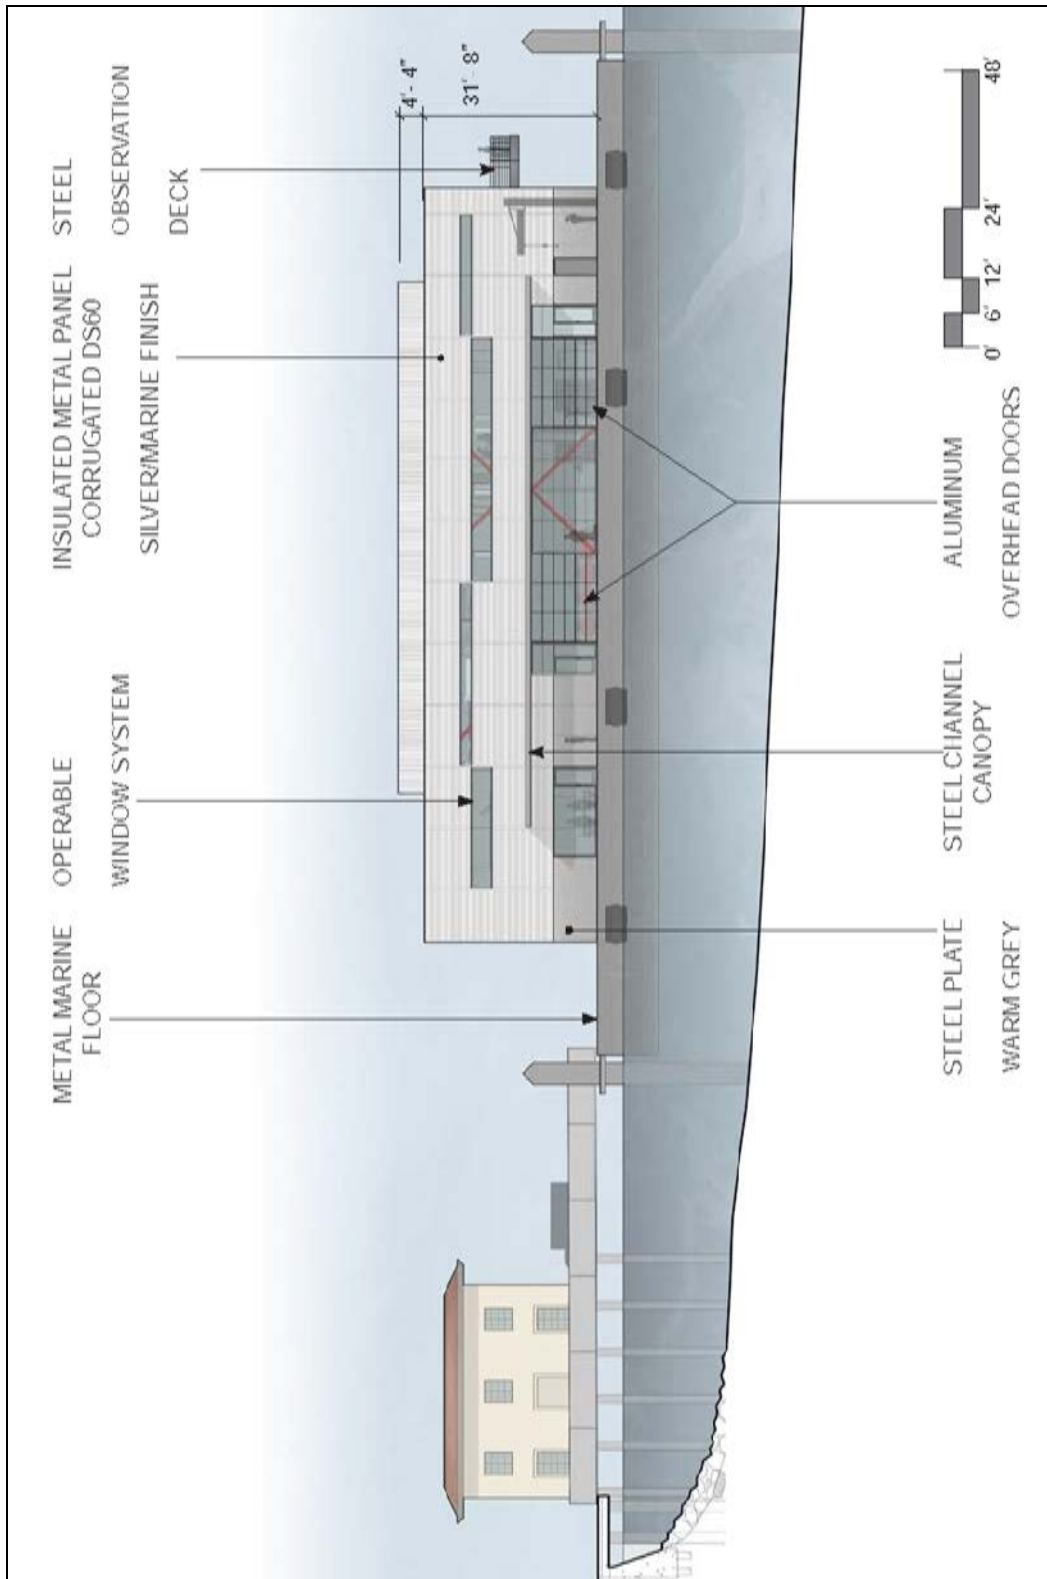 METAL MARINE
FLOOR
OPERABLE
WINDOW SYSTEM
INSULATED METAL PANEL
CORRUGATED DS60
SILVER/MARINE FINISH
STEEL
OBSERVATION
DECK
4'- 4"
31'- 8"
STEEL PLATE
WARM GREY
STEEL CHANNEL
CANOPY
ALUMINUM
OVERHEAD DOORS
0' 6' 12' 24' 48'